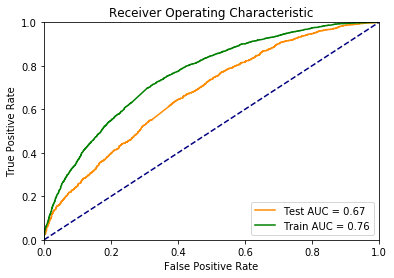 Receiver Operating Characteristic
True Positive Rate
1.0
0.8
0.6
0.4
0.2
0.0
Test AUC = 0.67
Train AUC = 0.76
0.0 0.2 0.4 0.6 0.8 1.0
False Positive Rate